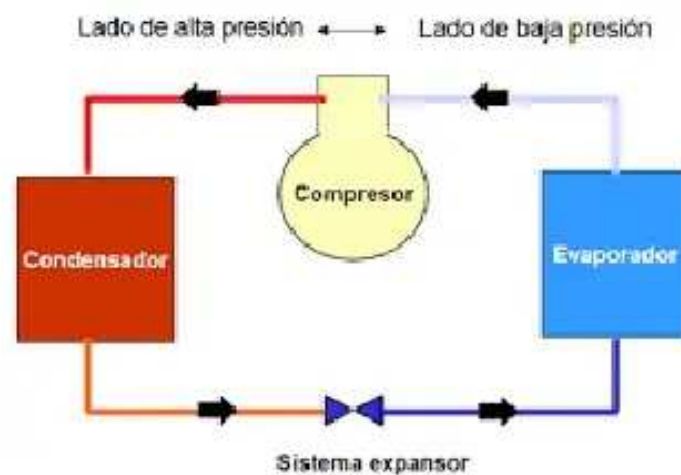 Lado de alta presión
Lado de baja presión
Compresor
Condensador
Evaporador
Sistema expansor